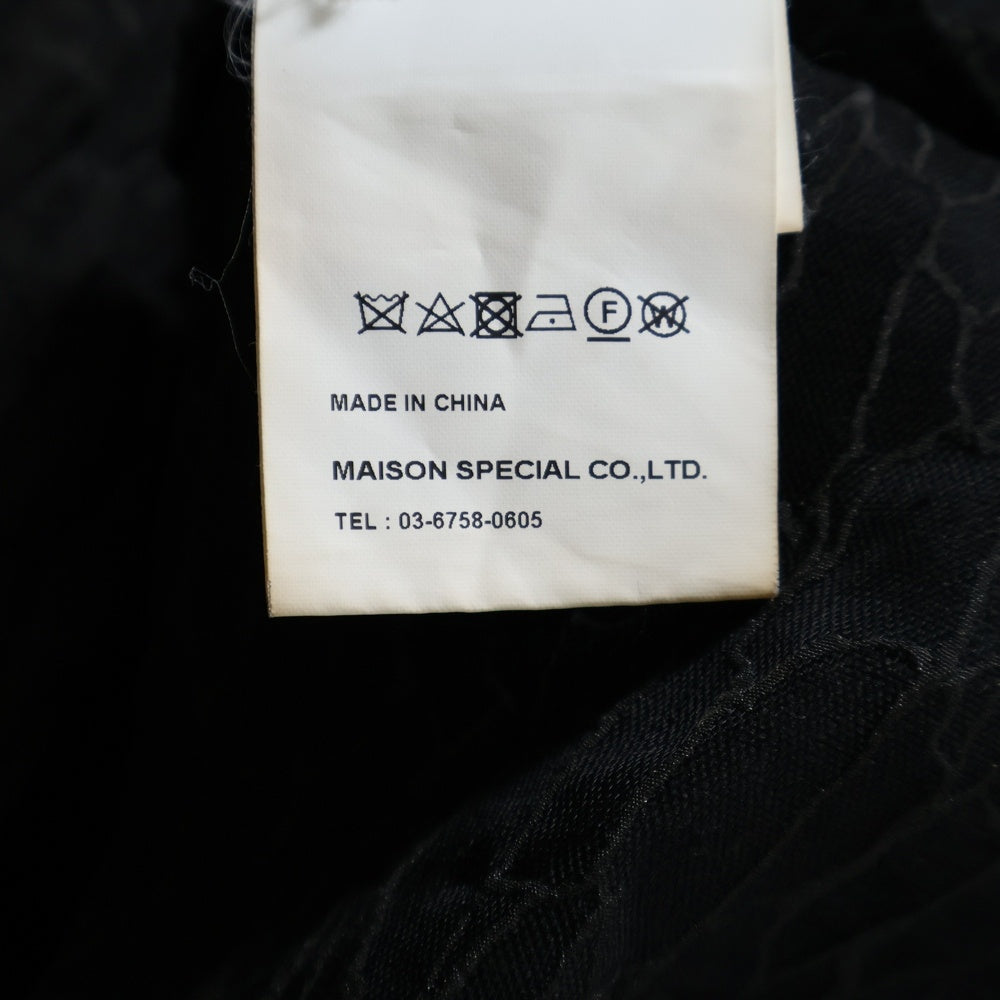 F W
MADE IN CHINA
MAISON SPECIAL CO.,LTD.
TEL : 03-6758-0605